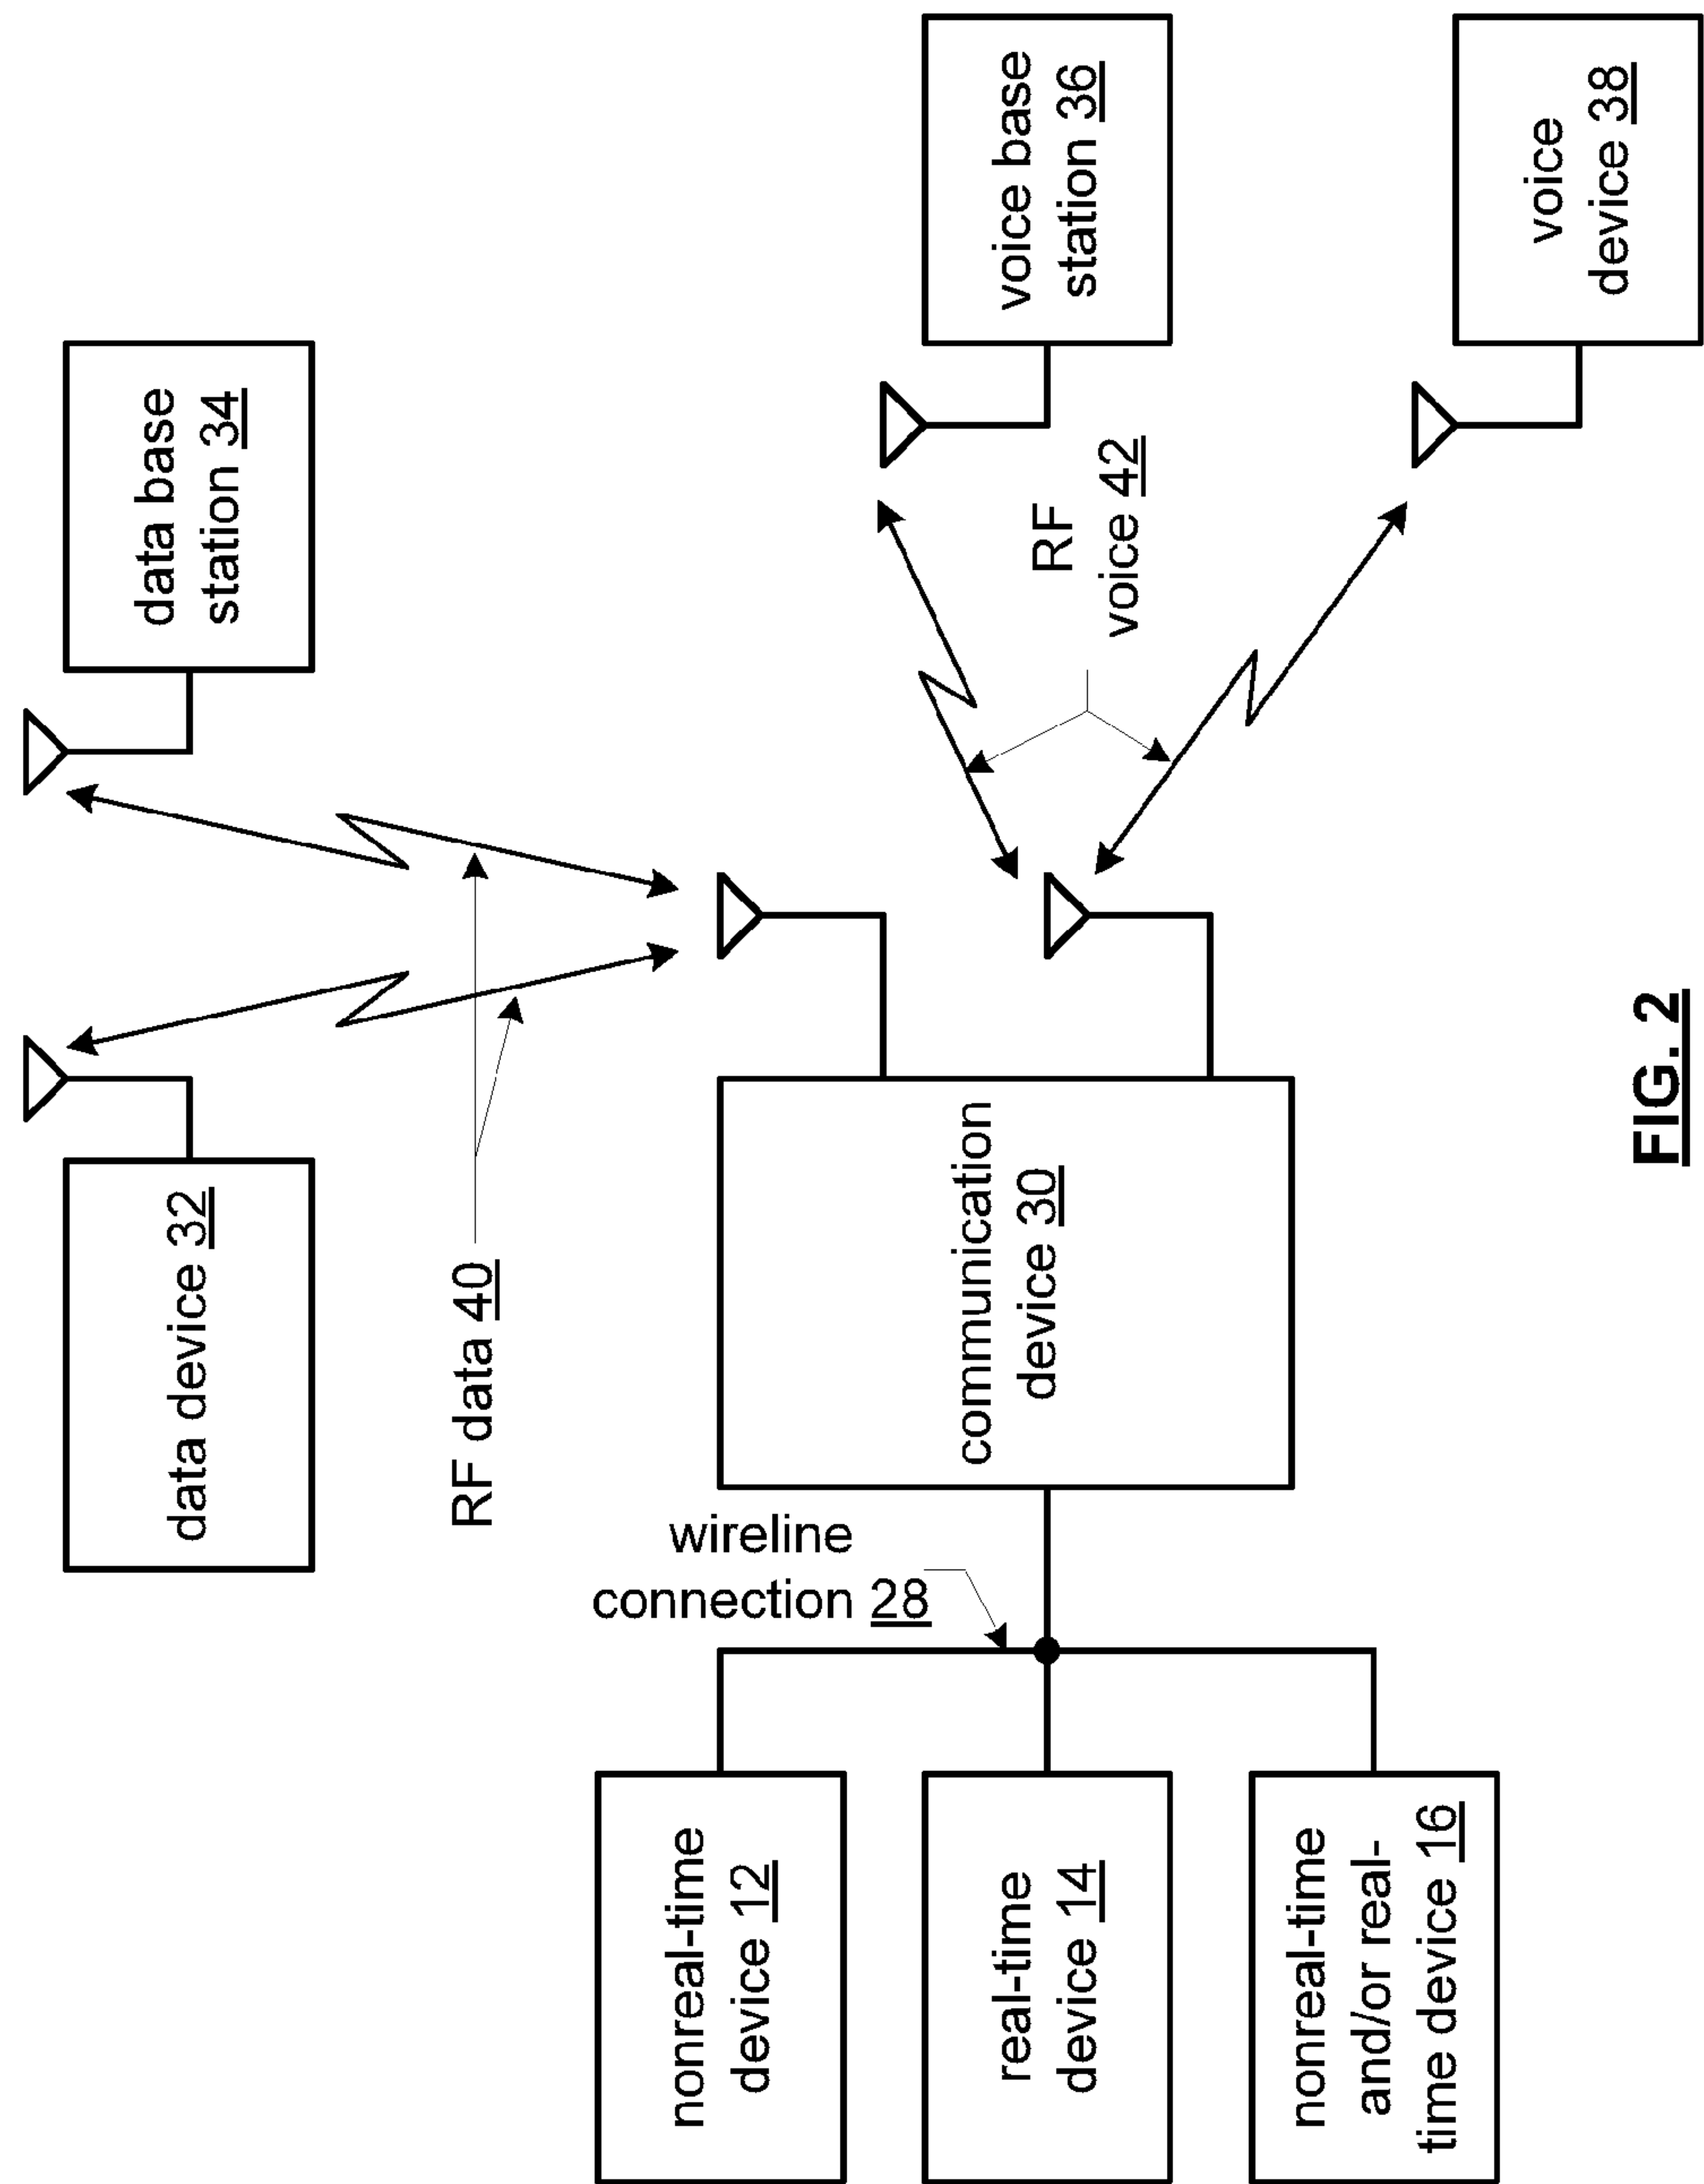 data device 32
data base
station 34
RF data 40
wireline
connection 28
nonreal-time
device 12
communication
device 30
voice base
station 36
RF
voice 42
real-time
device 14
nonreal-time
and/or real-
time device 16
voice
device 38
FIG. 2